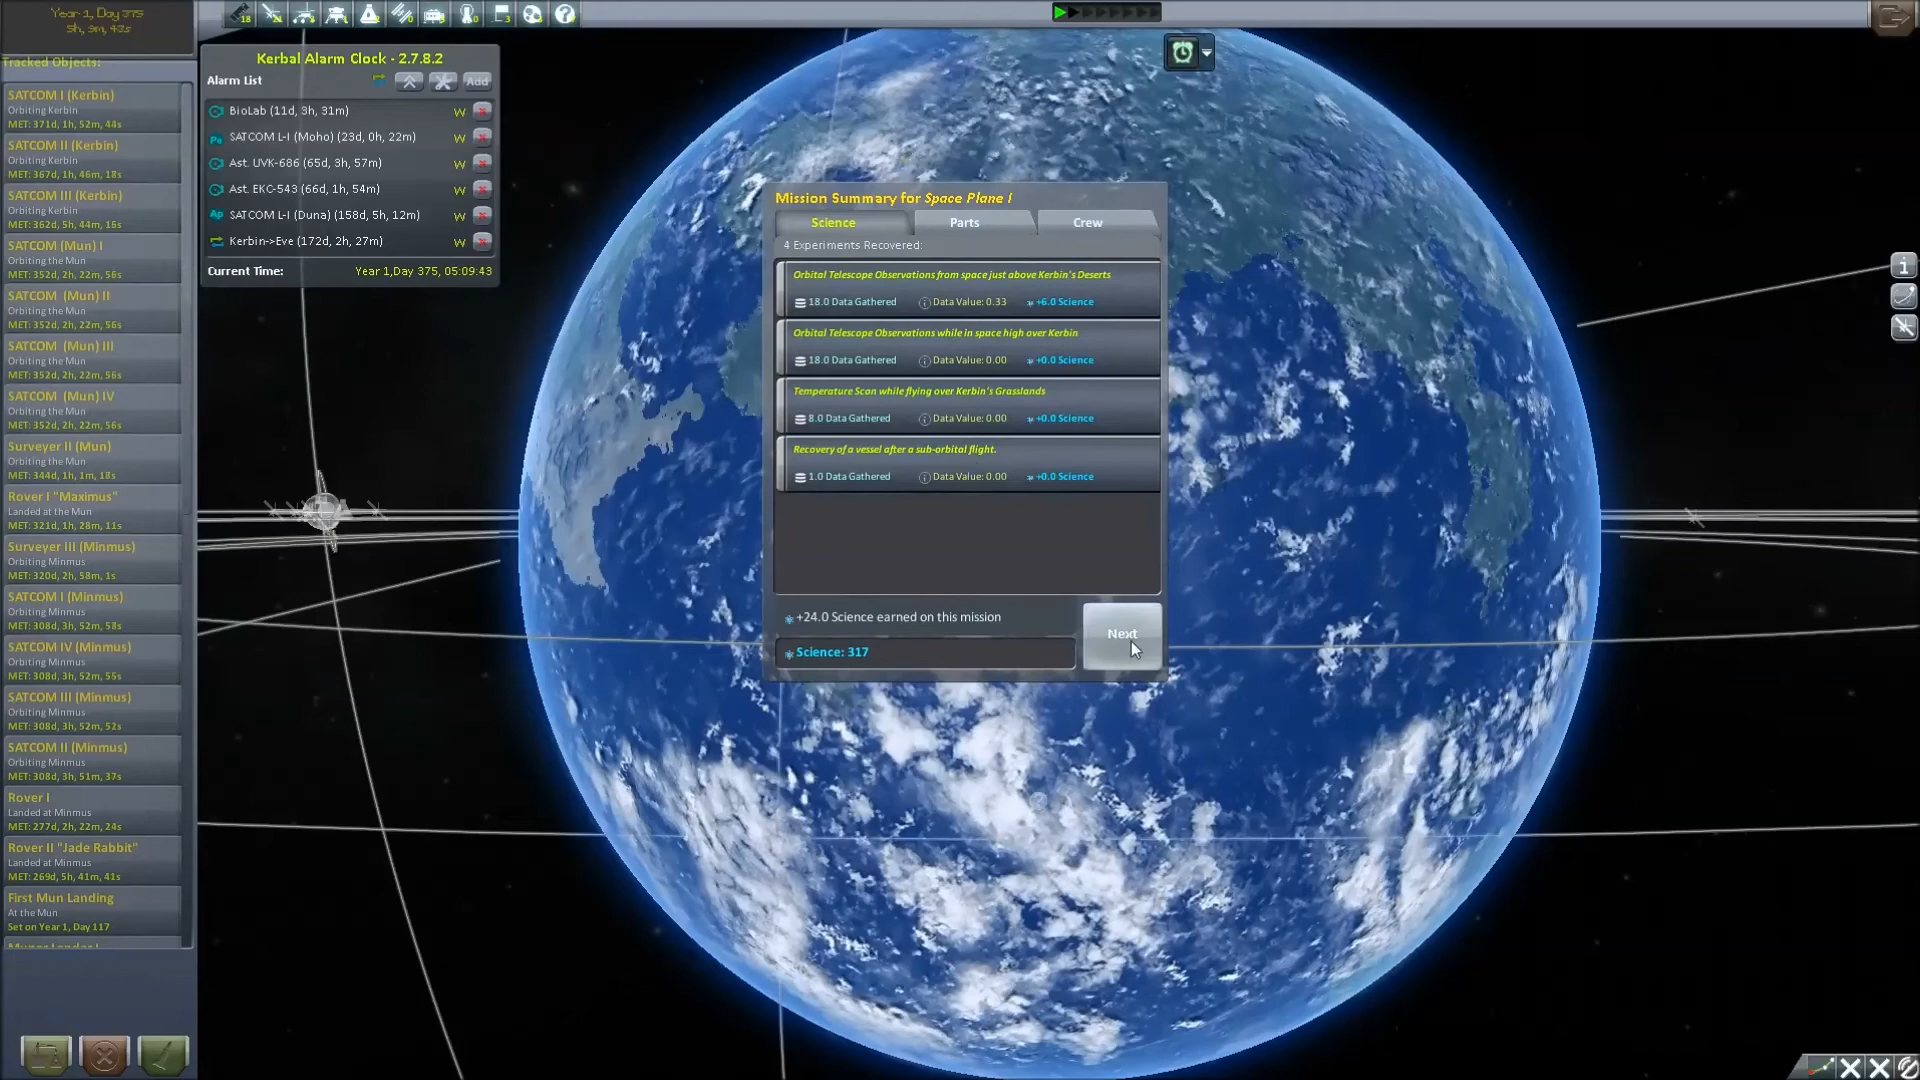 Year 1, Day 375
5h, 9m, 42s
Tracked Objects:
SATCOM I (Kerbin)
Orbiting Kerbin
MET: 371d, 1h, 52m, 44s
SATCOM II (Kerbin)
Orbiting Kerbin
MET: 367d, 1h, 46m, 18s
SATCOM III (Kerbin)
Orbiting Kerbin
MET: 362d, 5h, 44m, 15s
SATCOM (Mun) I
Orbiting the Mun
MET: 352d, 2h, 22m, 56s
SATCOM (Mun) II
Orbiting the Mun
MET: 352d, 2h, 22m, 56s
SATCOM (Mun) III
Orbiting the Mun
MET: 352d, 2h, 22m, 56s
SATCOM (Mun) IV
Orbiting the Mun
MET: 352d, 2h, 22m, 56s
Surveyer II (Mun)
Orbiting the Mun
MET: 344d, 1h, 1m, 18s
Rover I "Maximus"
Landed at the Mun
MET: 321d, 1h, 28m, 11s
Surveyer III (Minmus)
Orbiting Minmus
MET: 320d, 2h, 58m, 1s
SATCOM I (Minmus)
Orbiting Minmus
MET: 308d, 3h, 52m, 58s
SATCOM IV (Minmus)
Orbiting Minmus
MET: 308d, 3h, 52m, 55s
SATCOM III (Minmus)
Orbiting Minmus
MET: 308d, 3h, 52m, 52s
SATCOM II (Minmus)
Orbiting Minmus
MET: 308d, 3h, 51m, 37s
Rover I
Landed at Minmus
MET: 277d, 2h, 22m, 24s
Rover II "Jade Rabbit"
Landed at Minmus
MET: 269d, 5h, 41m, 41s
First Mun Landing
At the Mun
Set on Year 1, Day 117
Kerbal Alarm Clock - 2.7.8.2
Alarm List
Add
BioLab (11d, 3h, 31m) W
Pe SATCOM L-I (Moho) (23d, 0h, 22m) W
Ast. UVK-686 (65d, 3h, 57m) W
Ast. EKC-543 (66d, 1h, 54m) W
Ap SATCOM L-I (Duna) (158d, 5h, 12m) W
Kerbin->Eve (172d, 2h, 27m) W
Current Time: Year 1,Day 375, 05:09:43
Mission Summary for Space Plane I
Science Parts Crew
4 Experiments Recovered:
Orbital Telescope Observations from space just above Kerbin's Deserts
18.0 Data Gathered Data Value: 0.33 +6.0 Science
Orbital Telescope Observations while in space high over Kerbin
18.0 Data Gathered Data Value: 0.00 +0.0 Science
Temperature Scan while flying over Kerbin's Grasslands
8.0 Data Gathered Data Value: 0.00 +0.0 Science
Recovery of a vessel after a sub-orbital flight.
1.0 Data Gathered Data Value: 0.00 +0.0 Science
+24.0 Science earned on this mission
Science: 317
Next